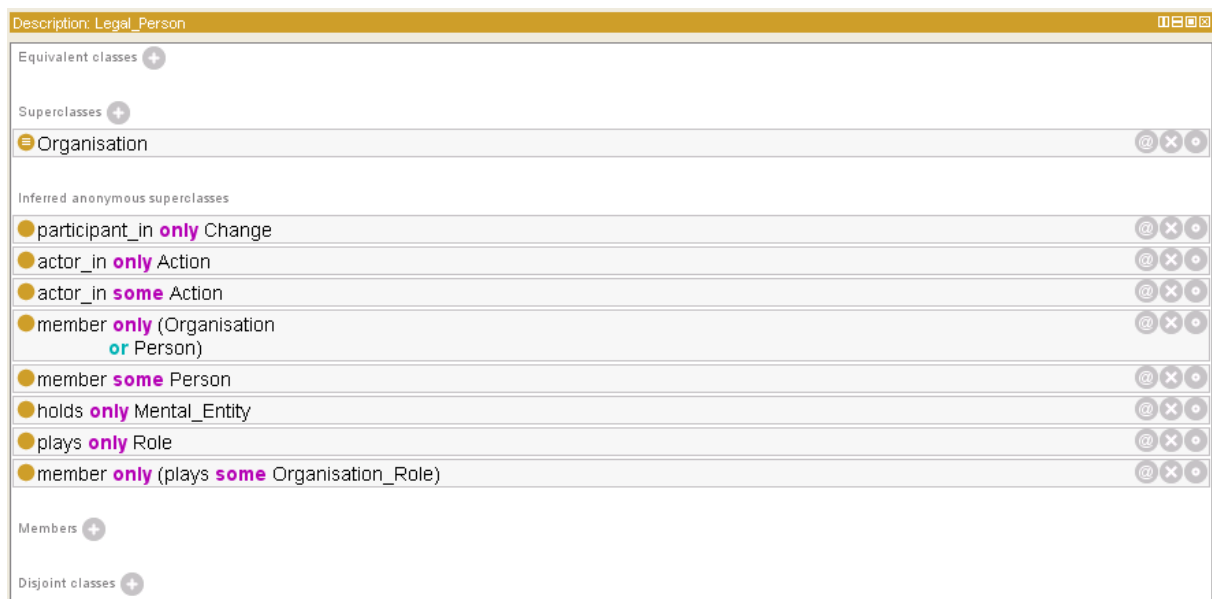 Description: Legal_Person
Equivalent classes
Superclasses
Organisation
Inferred anonymous superclasses
participant_in only Change
actor_in only Action
actor_in some Action
member only (Organisation
or Person)
member some Person
holds only Mental_Entity
plays only Role
member only (plays some Organisation_Role)
Members
Disjoint classes